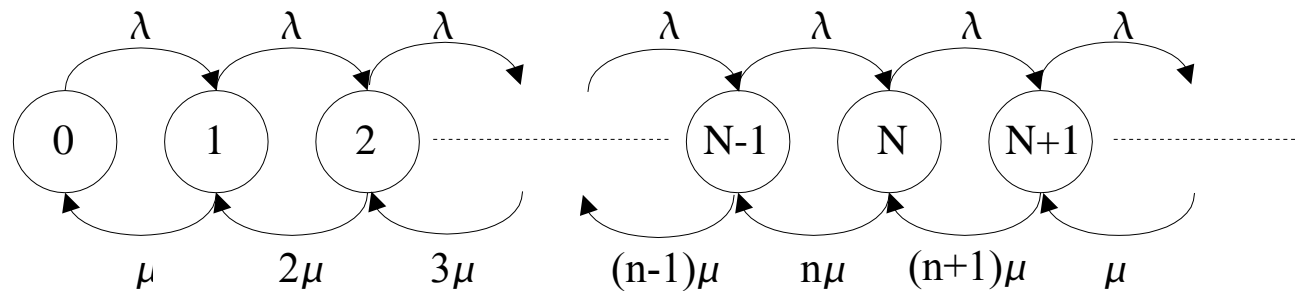 λ λ λ λ λ λ λ
0 1 2 N-1 N N+1
μ 2μ 3μ (n-1)μ nμ (n+1)μ μ